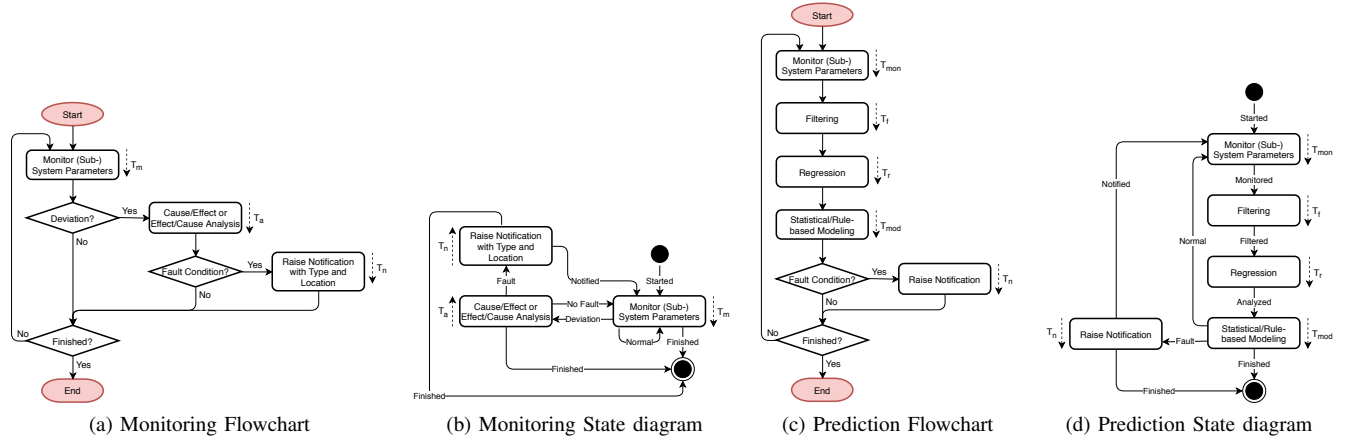 Start
Monitor (Sub-)
System Parameters
Tm
Deviation?
Yes
Cause/Effect or
Effect/Cause Analysis
Ta
No
Fault Condition?
Yes
Raise Notification
with Type and
Location
Tn
No
Finished?
No
Yes
End
(a) Monitoring Flowchart
Raise Notification
with Type and
Location
Tn
Fault
Notified
Started
Cause/Effect or
Effect/Cause Analysis
Ta
No Fault
Deviation
Monitor (Sub-)
System Parameters
Tm
Normal
Finished
Finished
Finished
(b) Monitoring State diagram
Start
Monitor (Sub-)
System Parameters
Tmon
Filtering
Tf
Regression
Tr
Statistical/Rule-
based Modeling
Tmod
Fault Condition?
Yes
Raise Notification
Tn
No
Finished?
No
Yes
End
(c) Prediction Flowchart
Started
Monitor (Sub-)
System Parameters
Tmon
Monitored
Notified
Filtering
Tf
Normal
Filtered
Regression
Tr
Analyzed
Tn
Raise Notification
Fault
Statistical/Rule-
based Modeling
Tmod
Finished
Finished
(d) Prediction State diagram